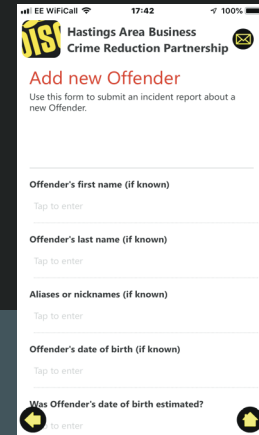 EE WiFiCall 17:42 100%
DISC
Hastings Area Business
Crime Reduction Partnership
Add new Offender
Use this form to submit an incident report about a
new Offender.
Offender's first name (if known)
Tap to enter
Offender's last name (if known)
Tap to enter
Aliases or nicknames (if known)
Tap to enter
Offender's date of birth (if known)
Tap to enter
Was Offender's date of birth estimated?
to enter